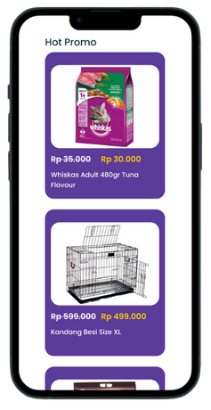 Hot Promo
whiskas
Rp 35.000 Rp 30.000
Whiskas Adult 480gr Tuna
Flavour
Rp 599.000 Rp 499.000
Kandang Besi Size XL